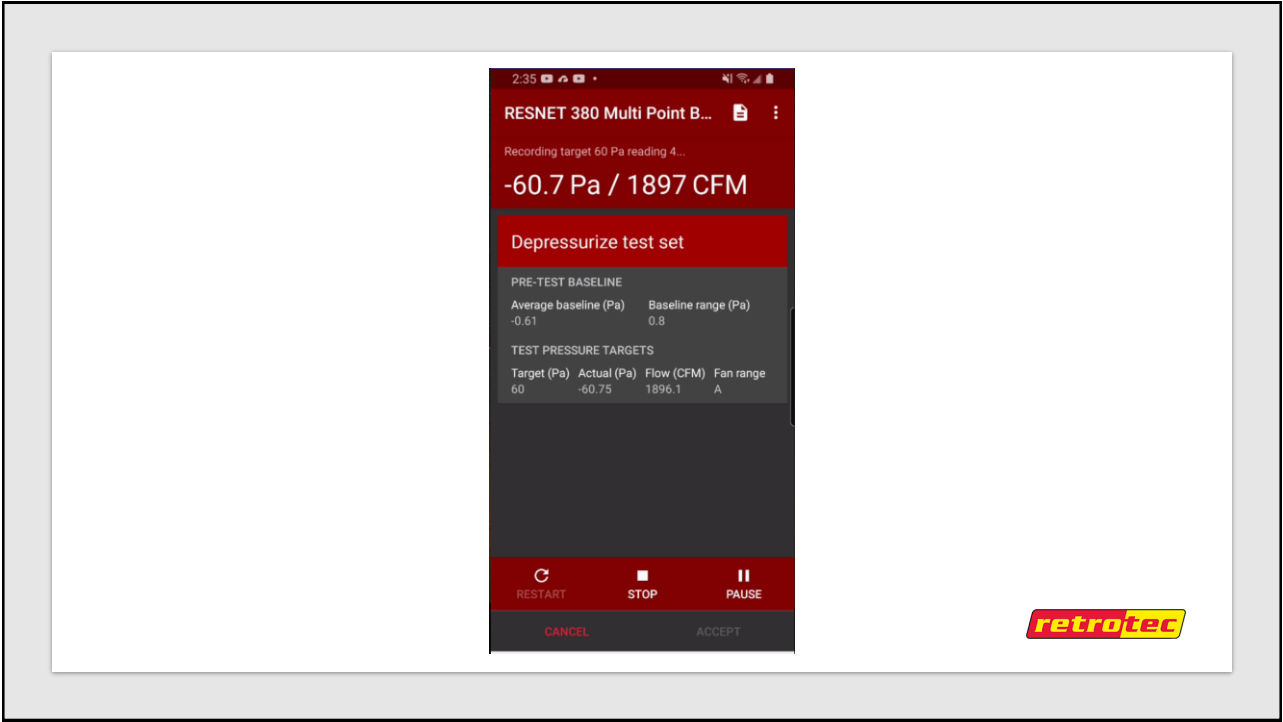 2:35
RESNET 380 Multi Point B...
Recording target 60 Pa reading 4...
-60.7 Pa / 1897 CFM
Depressurize test set
PRE-TEST BASELINE
Average baseline (Pa) Baseline range (Pa)
-0.61 0.8
TEST PRESSURE TARGETS
Target (Pa) Actual (Pa) Flow (CFM) Fan range
60 -60.75 1896.1 A
RESTART STOP PAUSE
CANCEL ACCEPT
retrotec